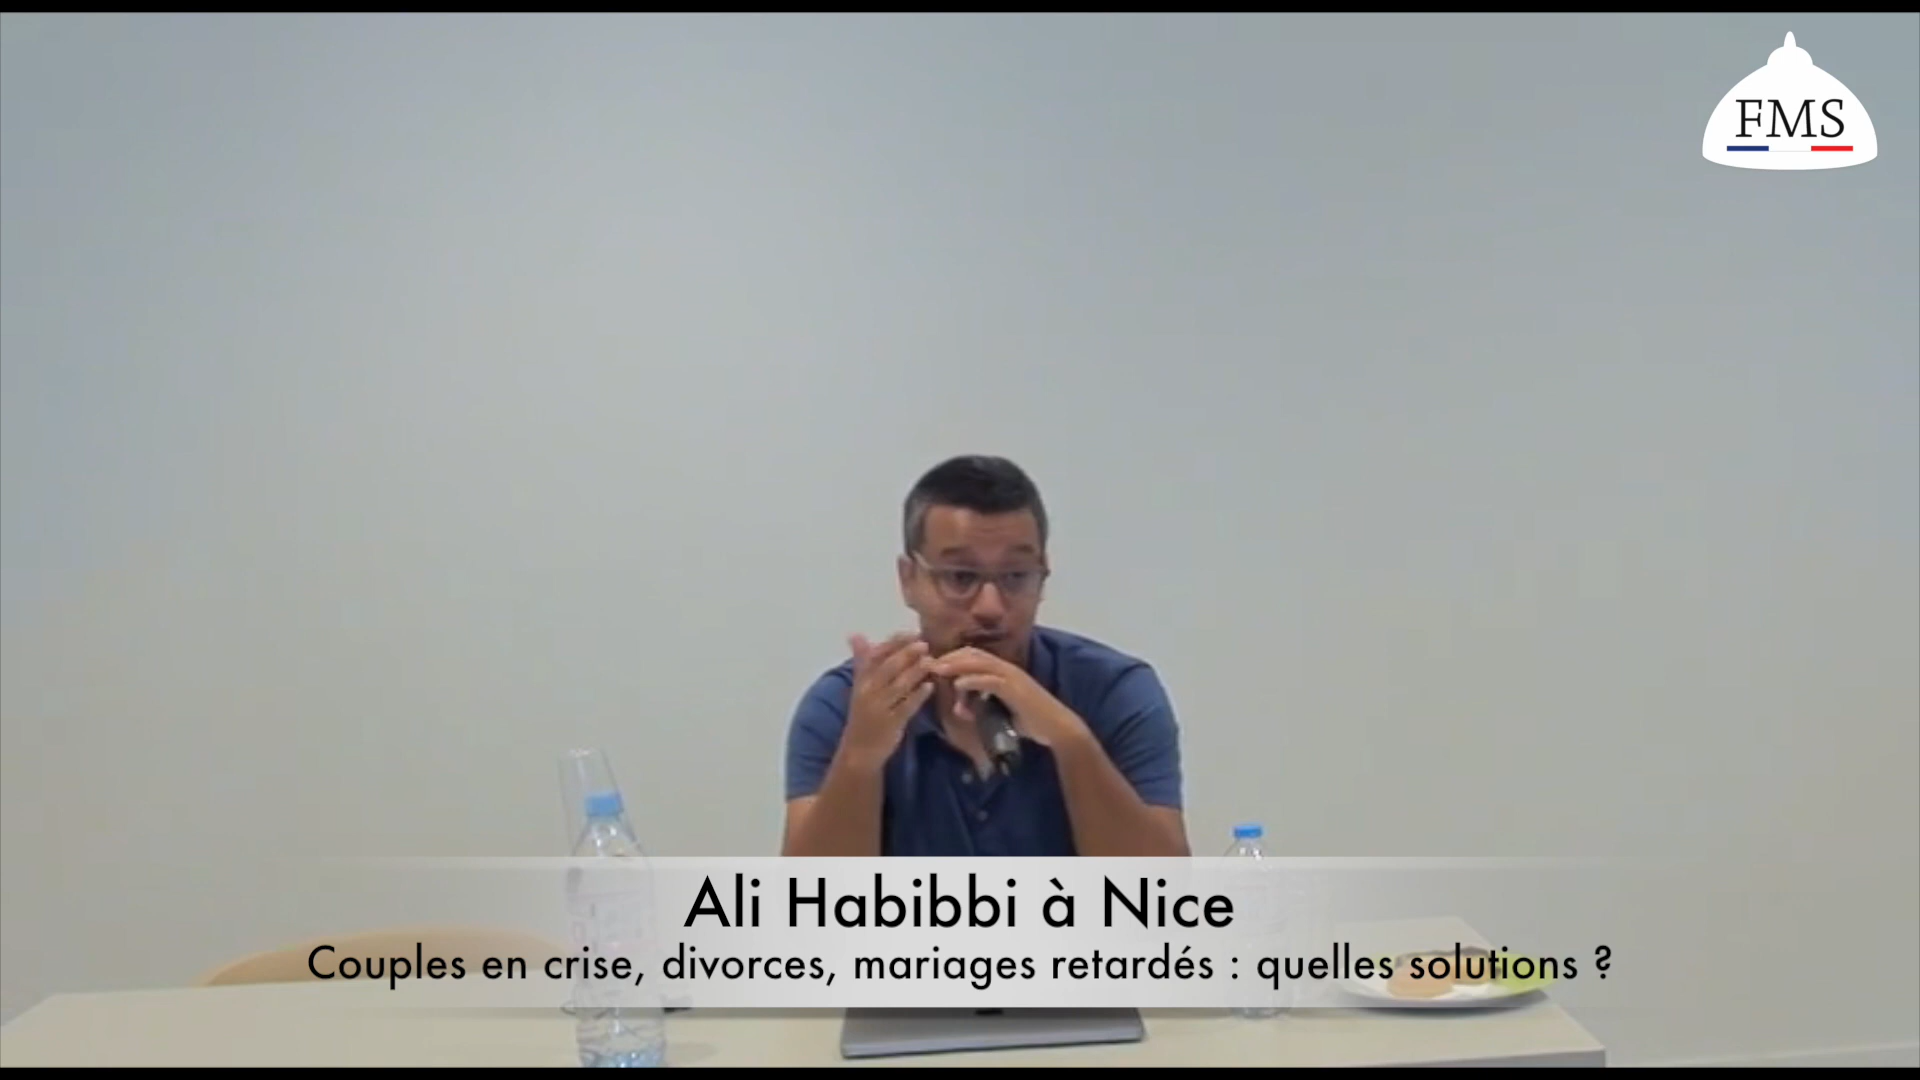 FMS
Ali Habibbi à Nice
Couples en crise, divorces, mariages retardés : quelles solutions ?